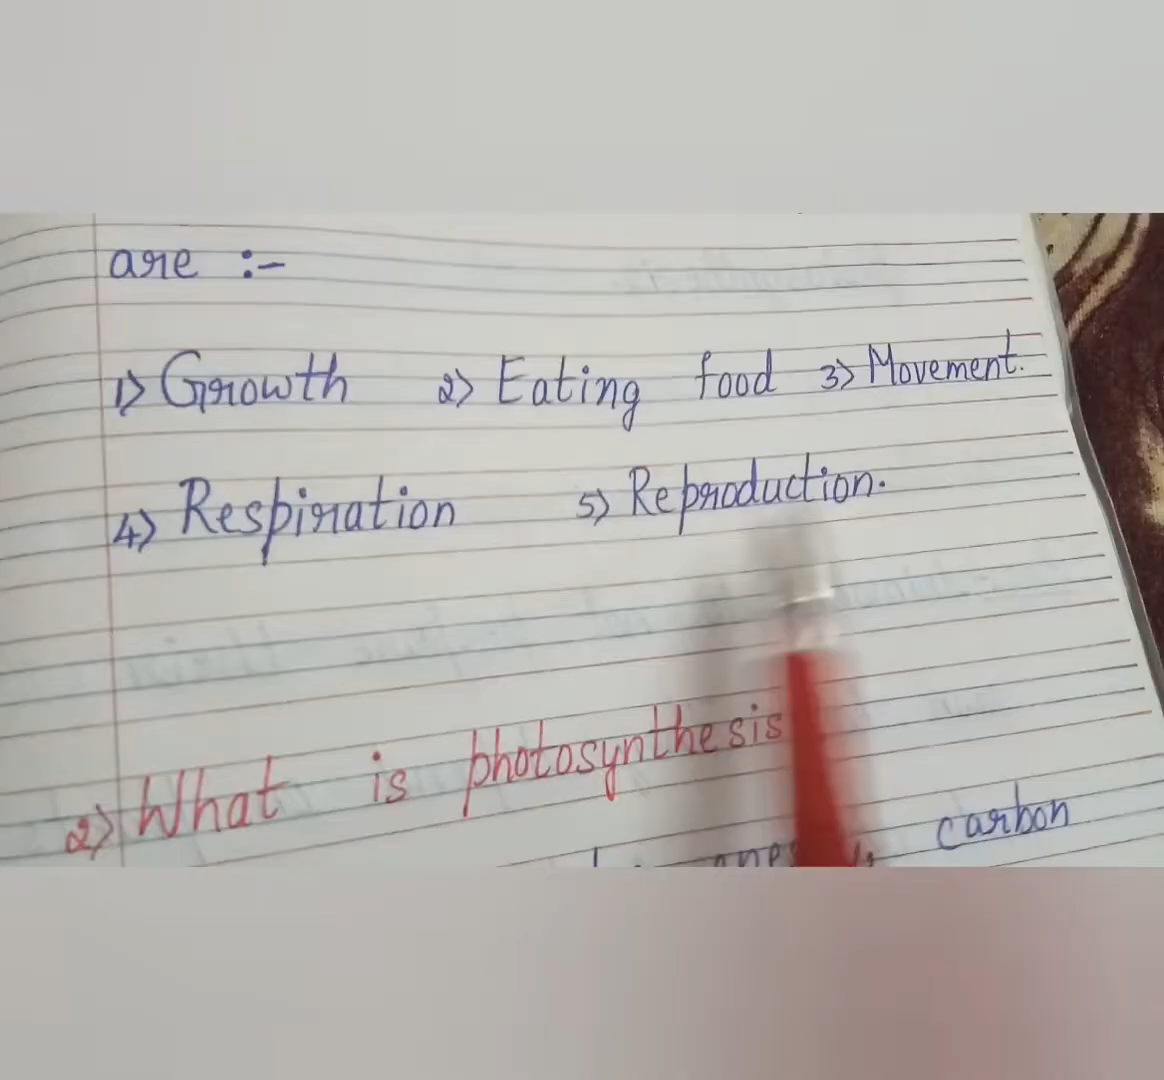 are :-
1) Growth 2) Eating food 3) Movement.
4) Respiration 5) Reproduction.
2) What is photosynthesis
carbon